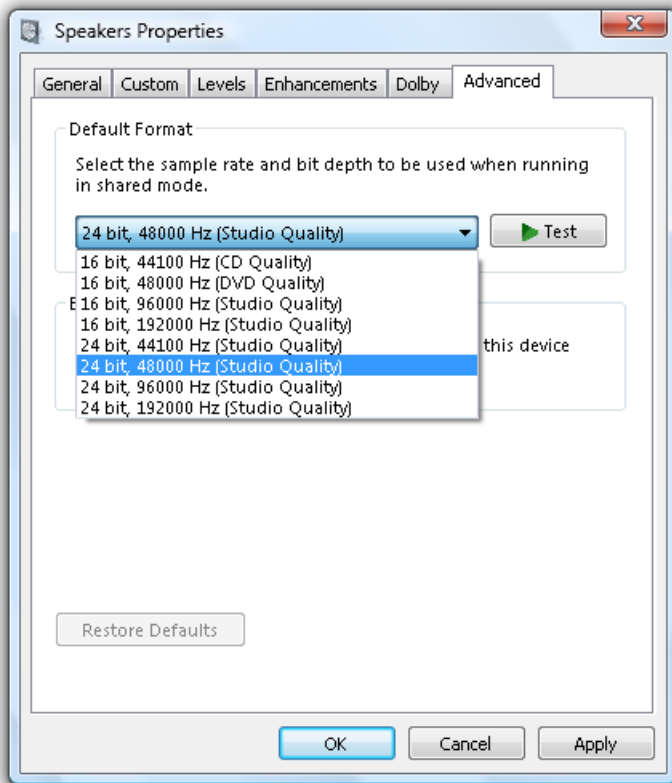 Speakers Properties
General Custom Levels Enhancements Dolby Advanced
Default Format
Select the sample rate and bit depth to be used when running
in shared mode.
24 bit, 48000 Hz (Studio Quality)
Test
16 bit, 44100 Hz (CD Quality)
16 bit, 48000 Hz (DVD Quality)
16 bit, 96000 Hz (Studio Quality)
16 bit, 192000 Hz (Studio Quality)
24 bit, 44100 Hz (Studio Quality)
24 bit, 48000 Hz (Studio Quality)
24 bit, 96000 Hz (Studio Quality)
24 bit, 192000 Hz (Studio Quality)
this device
Restore Defaults
OK Cancel Apply